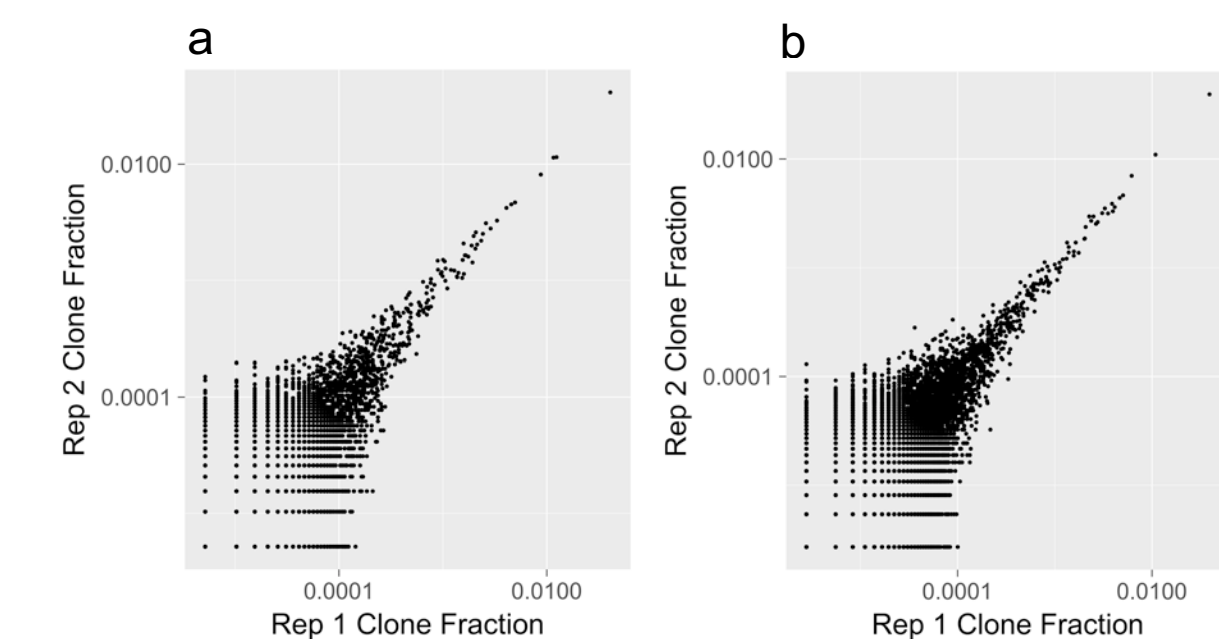 a
Rep 2 Clone Fraction
0.0100
0.0001
0.0001
0.0100
Rep 1 Clone Fraction
b
Rep 2 Clone Fraction
0.0100
0.0001
0.0001
0.0100
Rep 1 Clone Fraction